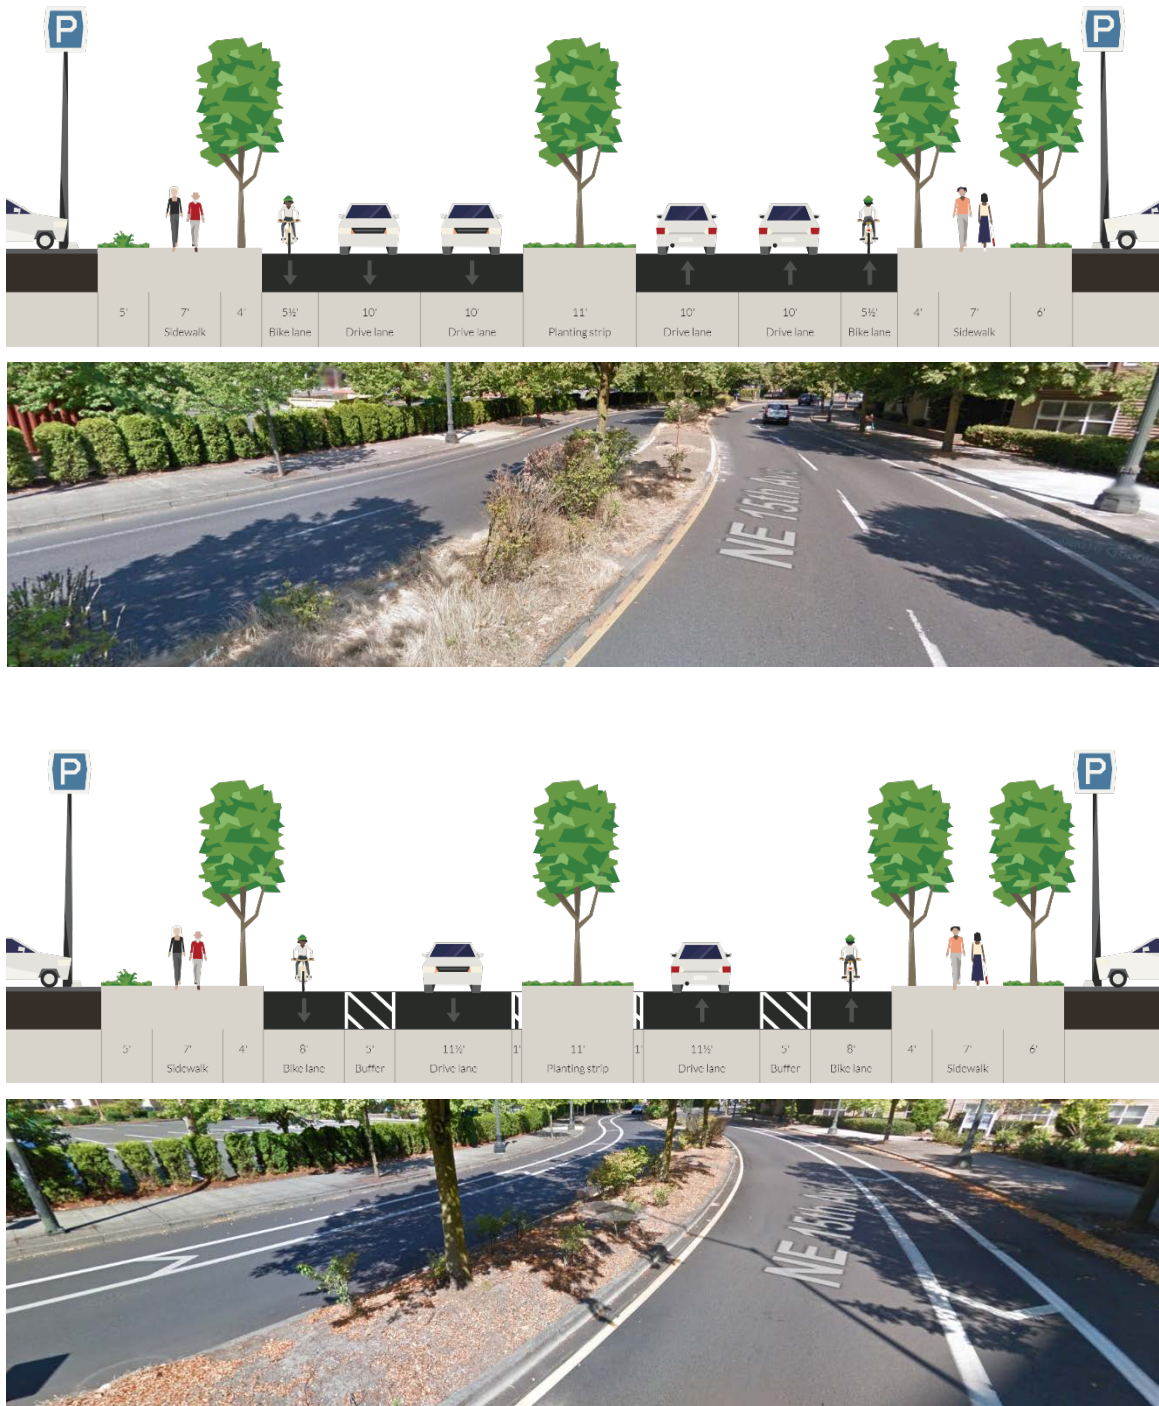 P
P
5' 7' 4' 5½' 10' 10' 11' 10' 10' 5½' 4' 7' 6'
Sidewalk Bike lane Drive lane Drive lane Planting strip Drive lane Drive lane Bike lane Sidewalk
NE 15th Ave
P
P
5' 7' 4' 8' 5' 11½' 1' 11' 1' 11½' 5' 8' 4' 7' 6'
Sidewalk Bike lane Buffer Drive lane Planting strip Drive lane Buffer Bike lane Sidewalk
NE 15th Ave